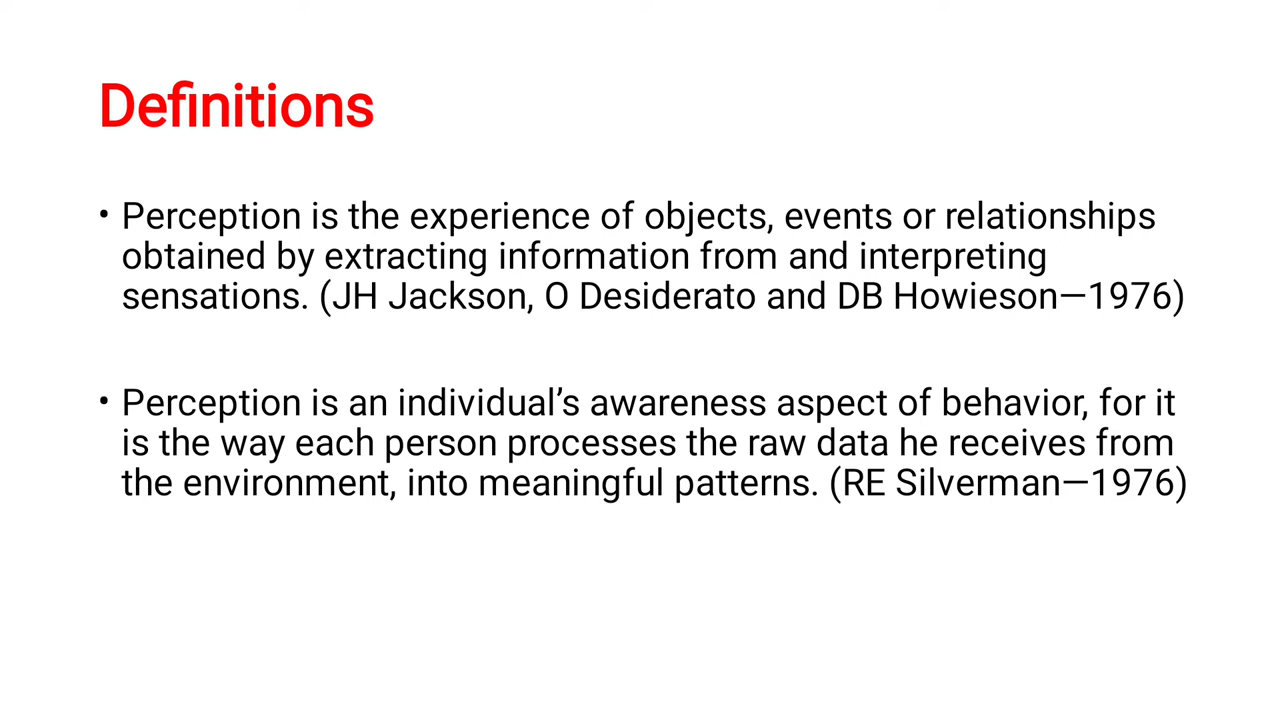 Definitions
• Perception is the experience of objects, events or relationships
obtained by extracting information from and interpreting
sensations. (JH Jackson, O Desiderato and DB Howieson—1976)
• Perception is an individual’s awareness aspect of behavior, for it
is the way each person processes the raw data he receives from
the environment, into meaningful patterns. (RE Silverman—1976)